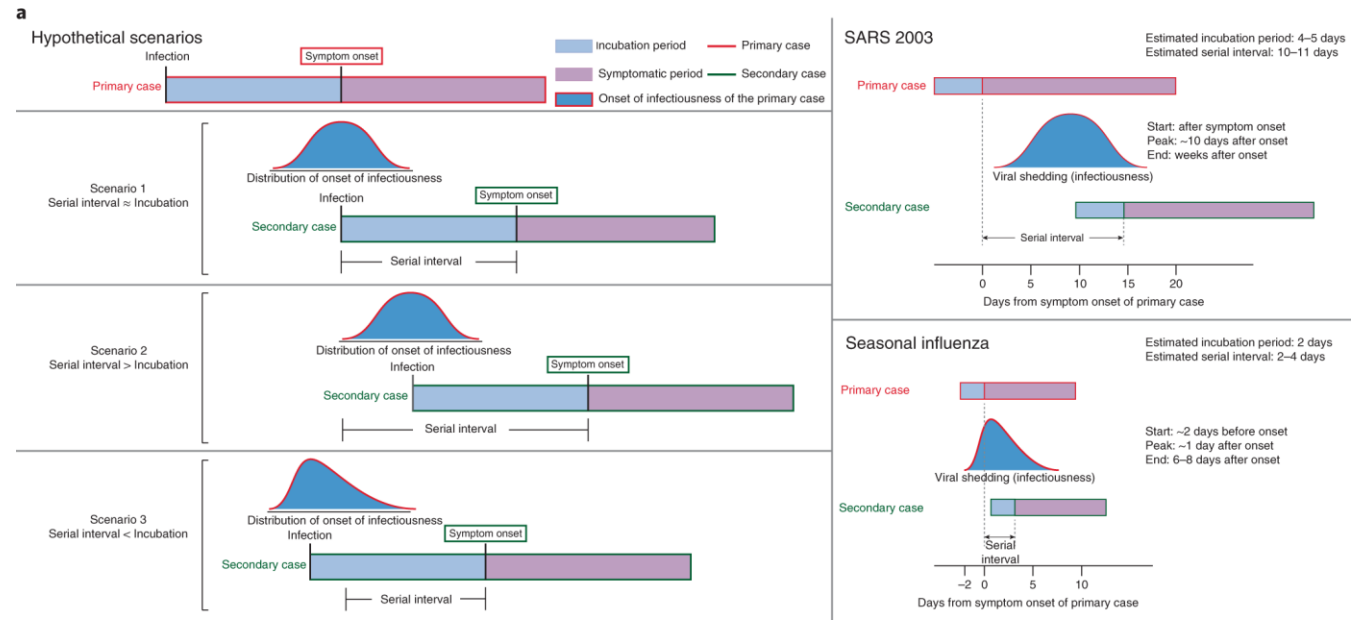 a
Hypothetical scenarios
Infection
Symptom onset
Primary case
Incubation period
Primary case
Symptomatic period
Secondary case
Onset of infectiousness of the primary case
Scenario 1
Serial interval ≈ Incubation
Distribution of onset of infectiousness
Infection
Symptom onset
Secondary case
Serial interval
Scenario 2
Serial interval > Incubation
Distribution of onset of infectiousness
Infection
Symptom onset
Secondary case
Serial interval
Scenario 3
Serial interval < Incubation
Distribution of onset of infectiousness
Infection
Symptom onset
Secondary case
Serial interval
SARS 2003
Estimated incubation period: 4–5 days
Estimated serial interval: 10–11 days
Primary case
Start: after symptom onset
Peak: ~10 days after onset
End: weeks after onset
Viral shedding (infectiousness)
Secondary case
Serial interval
0 5 10 15 20
Days from symptom onset of primary case
Seasonal influenza
Estimated incubation period: 2 days
Estimated serial interval: 2–4 days
Primary case
Start: ~2 days before onset
Peak: ~1 day after onset
End: 6–8 days after onset
Viral shedding (infectiousness)
Secondary case
Serial
interval
−2 0 5 10
Days from symptom onset of primary case